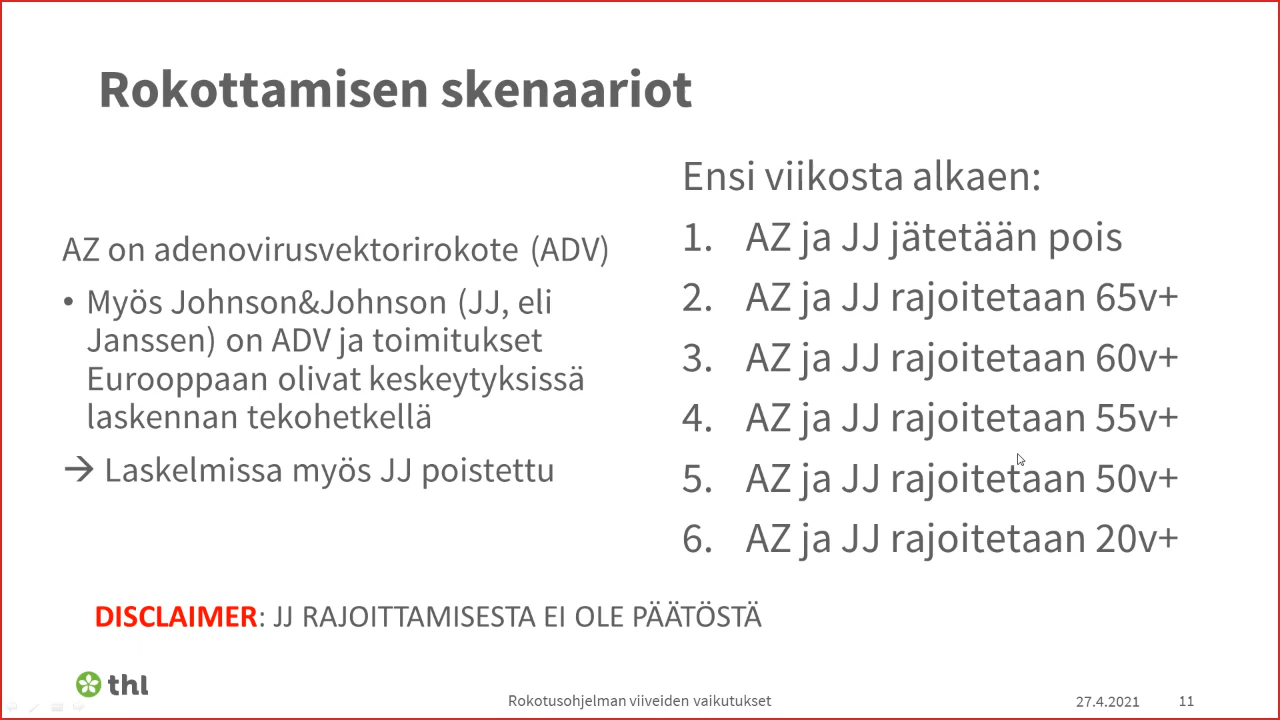 Rokottamisen skenaariot
AZ on adenovirusvektorirokote (ADV)
• Myös Johnson&Johnson (JJ, eli
Janssen) on ADV ja toimitukset
Eurooppaan olivat keskeytyksissä
laskennan tekohetkellä
→ Laskelmissa myös JJ poistettu
Ensi viikosta alkaen:
1. AZ ja JJ jätetään pois
2. AZ ja JJ rajoitetaan 65v+
3. AZ ja JJ rajoitetaan 60v+
4. AZ ja JJ rajoitetaan 55v+
5. AZ ja JJ rajoitetaan 50v+
6. AZ ja JJ rajoitetaan 20v+
DISCLAIMER: JJ RAJOITTAMISESTA EI OLE PÄÄTÖSTÄ
thl
Rokotusohjelman viiveiden vaikutukset
27.4.2021
11